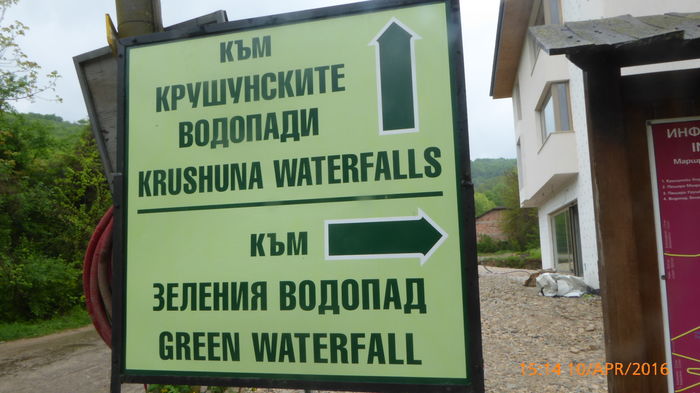 КЪМ
КРУШУНСКИТЕ
ВОДОПАДИ
KRUSHUNA WATERFALLS
КЪМ
ЗЕЛЕНИЯ ВОДОПАД
GREEN WATERFALL
15:14 10/APR/2016